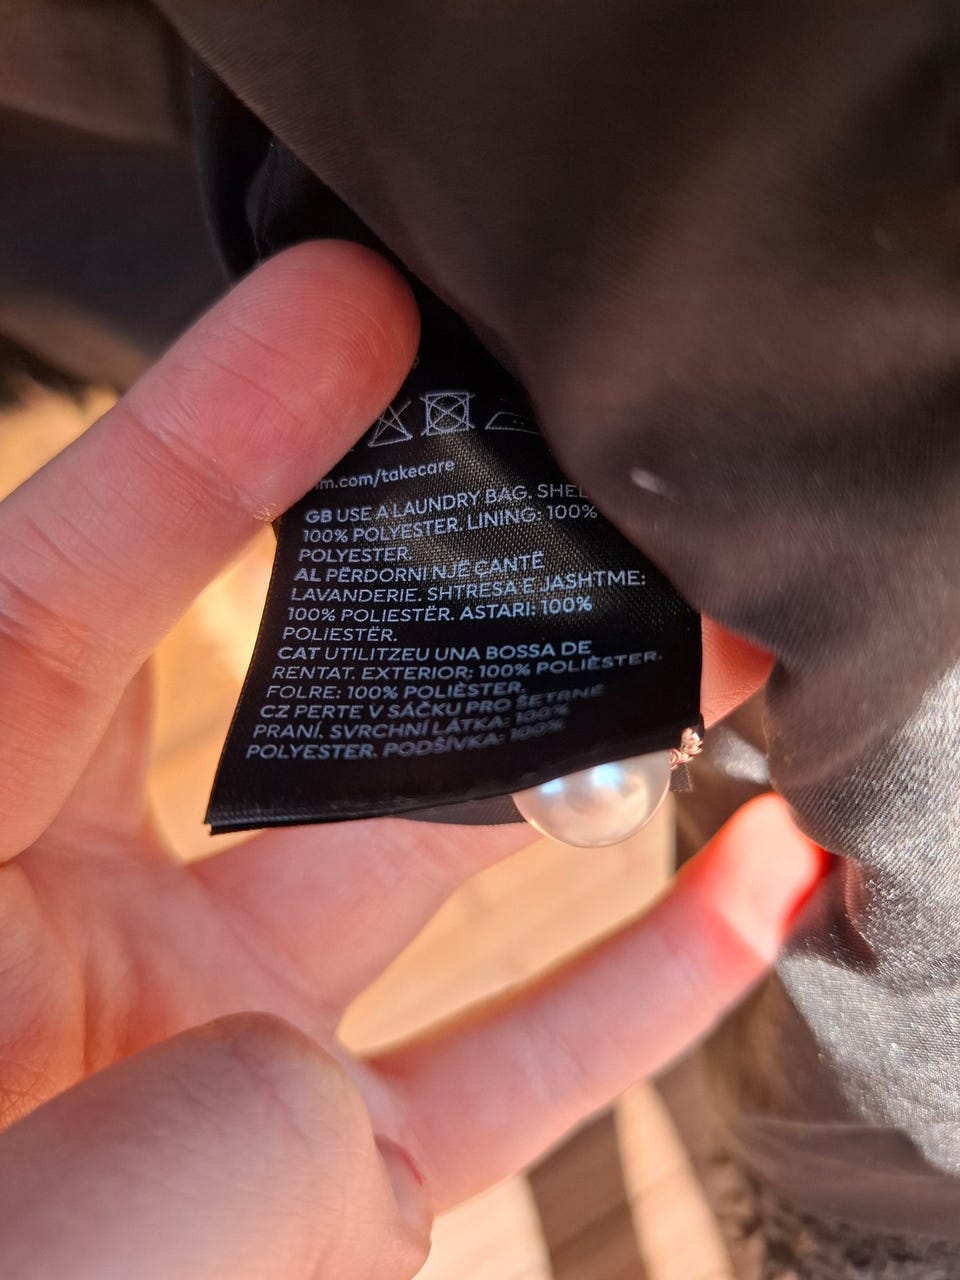 m.com/takecare
GB USE A LAUNDRY BAG. SHEL
100% POLYESTER. LINING: 100%
POLYESTER.
AL PËRDORNI NJË ÇANTË
LAVANDERIE. SHTRESA E JASHTME:
100% POLIESTËR. ASTARI: 100%
POLIESTËR.
CAT UTILITZEU UNA BOSSA DE
RENTAT. EXTERIOR: 100% POLIÈSTER.
FOLRE: 100% POLIÈSTER.
CZ PERTE V SÁČKU PRO ŠETRNÉ
PRANÍ. SVRCHNÍ LÁTKA: 100%
POLYESTER. PODŠÍVKA: 100%